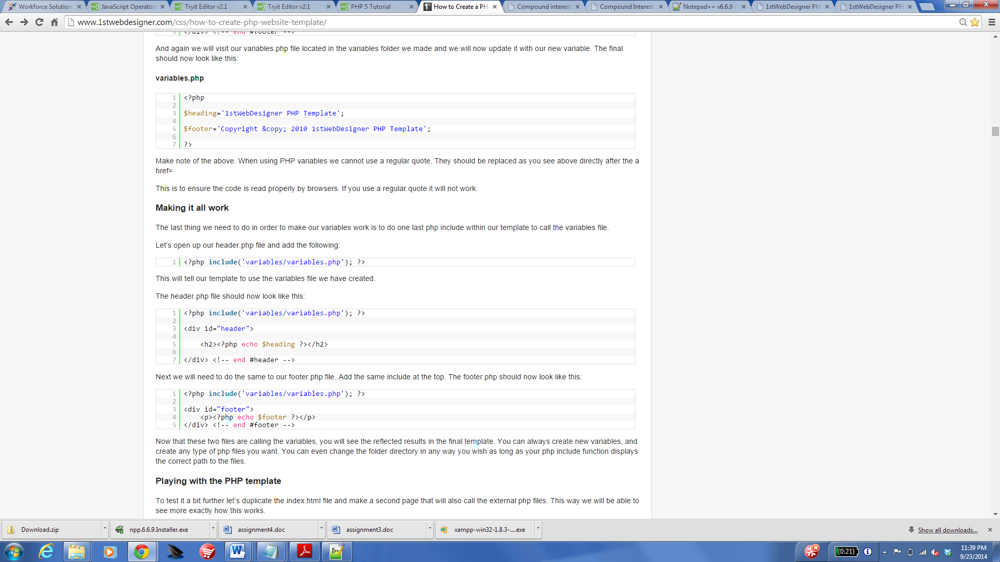 Workforce Solution
JavaScript Operator
Tryit Editor v2.1
Tryit Editor v2.1
PHP 5 Tutorial
How to Create a PH
Compound interest
Compound Interest.
Notepad++ v6.6.9 -
1stWebDesigner PH
1stWebDesigner PH
www.1stwebdesigner.com/css/how-to-create-php-website-template/
5 </div> <!-- end #footer -->
And again we will visit our variables.php file located in the variables folder we made and we will now update it with our new variable. The final
should now look like this:
variables.php
1 <?php
2
3 $heading='1stWebDesigner PHP Template';
4
5 $footer='Copyright &copy; 2010 1stWebDesigner PHP Template';
6
7 ?>
Make note of the above. When using PHP variables we cannot use a regular quote. They should be replaced as you see above directly after the a
href=
This is to ensure the code is read properly by browsers. If you use a regular quote it will not work.
Making it all work
The last thing we need to do in order to make our variables work is to do one last php include within our template to call the variables file.
Let's open up our header.php file and add the following:
1 <?php include('variables/variables.php'); ?>
This will tell our template to use the variables file we have created.
The header.php file should now look like this:
1 <?php include('variables/variables.php'); ?>
2
3 <div id="header">
4
5 <h2><?php echo $heading ?></h2>
6
7 </div> <!-- end #header -->
Next we will need to do the same to our footer.php file. Add the same include at the top. The footer.php should now look like this:
1 <?php include('variables/variables.php'); ?>
2
3 <div id="footer">
4 <p><?php echo $footer ?></p>
5 </div> <!-- end #footer -->
Now that these two files are calling the variables, you will see the reflected results in the final template. You can always create new variables, and
create any type of php files you want. You can even change the folder directory in any way you wish as long as your php include function displays
the correct path to the files.
Playing with the PHP template
To test it a bit further let's duplicate the index.html file and make a second page that will also call the external php files. This way we will be able to
see more exactly how this works.
Download.zip
npp.6.6.9.Installer.exe
assignment4.doc
assignment3.doc
xampp-win32-1.8.3-....exe
Show all downloads...
(0:21)
11:39 PM
9/23/2014